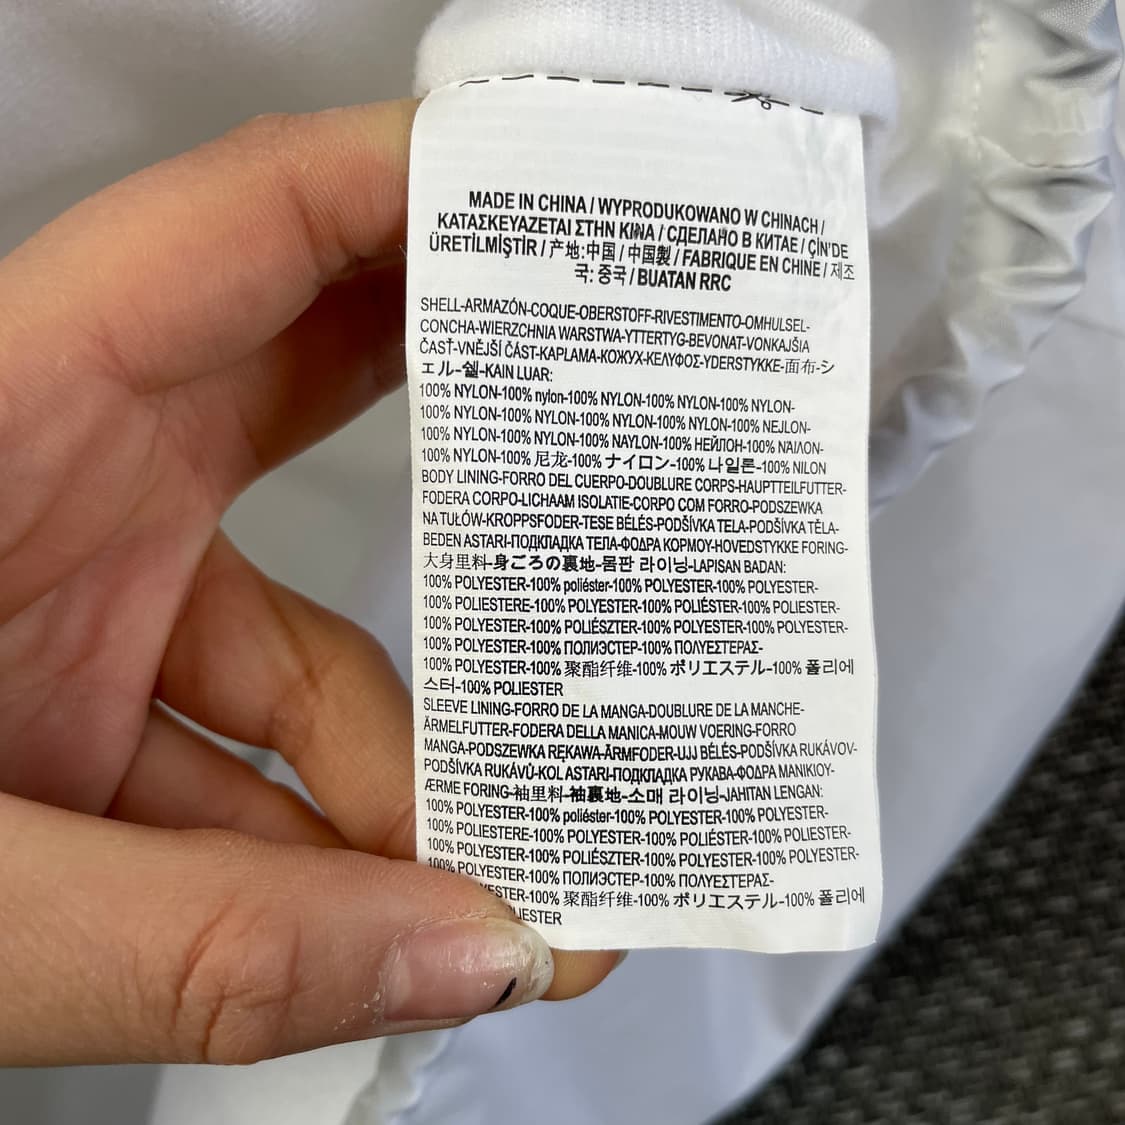 MADE IN CHINA / WYPRODUKOWANO W CHINACH /
ΚΑΤΑΣΚΕΥΑΖΕΤΑΙ ΣΤΗΝ ΚΙΝΑ / СДЕЛАНО В КИТАЕ / ÇİN'DE
ÜRETİLMİŞTİR / 产地:中国 / 中国製 / FABRIQUE EN CHINE / 제조
국: 중국 / BUATAN RRC
SHELL-ARMAZÓN-COQUE-OBERSTOFF-RIVESTIMENTO-OMHULSEL-
CONCHA-WIERZCHNIA WARSTWA-YTTERTYG-BEVONAT-VONKAJŠIA
ČASŤ-VNĚJŠÍ ČÁST-KAPLAMA-КОЖУХ-ΚΕΛΥΦΟΣ-YDERSTYKKE-面布-シ
ェル-쉘-KAIN LUAR:
100% NYLON-100% nylon-100% NYLON-100% NYLON-100% NYLON-
100% NYLON-100% NYLON-100% NYLON-100% NYLON-100% NEJLON-
100% NYLON-100% NYLON-100% NAYLON-100% НЕЙЛОН-100% ΝΑΪΛΟΝ-
100% NYLON-100% 尼龙-100% ナイロン-100% 나일론-100% NILON
BODY LINING-FORRO DEL CUERPO-DOUBLURE CORPS-HAUPTTEILFUTTER-
FODERA CORPO-LICHAAM ISOLATIE-CORPO COM FORRO-PODSZEWKA
NA TUŁÓW-KROPPSFODER-TESE BÉLÉS-PODŠÍVKA TELA-PODŠÍVKA TĚLA-
BEDEN ASTARI-ПОДКЛАДКА ТЕЛА-ΦΟΔΡΑ ΚΟΡΜΟΥ-HOVEDSTYKKE FORING-
大身里料-身ごろの裏地-몸판 라이닝-LAPISAN BADAN:
100% POLYESTER-100% poliéster-100% POLYESTER-100% POLYESTER-
100% POLIESTERE-100% POLYESTER-100% POLIÉSTER-100% POLIESTER-
100% POLYESTER-100% POLIÉSZTER-100% POLYESTER-100% POLYESTER-
100% POLYESTER-100% ПОЛИЭСТЕР-100% ΠΟΛΥΕΣΤΕΡΑΣ-
100% POLYESTER-100% 聚酯纤维-100% ポリエステル-100% 폴리에
스터-100% POLIESTER
SLEEVE LINING-FORRO DE LA MANGA-DOUBLURE DE LA MANCHE-
ÄRMELFUTTER-FODERA DELLA MANICA-MOUW VOERING-FORRO
MANGA-PODSZEWKA RĘKAWA-ÄRMFODER-UJJ BÉLÉS-PODŠÍVKA RUKÁVOV-
PODŠÍVKA RUKÁVŮ-KOL ASTARI-ПОДКЛАДКА РУКАВА-ΦΟΔΡΑ ΜΑΝΙΚΙΟΥ-
ÆRME FORING-袖里料-袖裏地-소매 라이닝-JAHITAN LENGAN:
100% POLYESTER-100% poliéster-100% POLYESTER-100% POLYESTER-
100% POLIESTERE-100% POLYESTER-100% POLIÉSTER-100% POLIESTER-
100% POLYESTER-100% POLIÉSZTER-100% POLYESTER-100% POLYESTER-
100% POLYESTER-100% ПОЛИЭСТЕР-100% ΠΟΛΥΕΣΤΕΡΑΣ-
YESTER-100% 聚酯纤维-100% ポリエステル-100% 폴리에
LIESTER